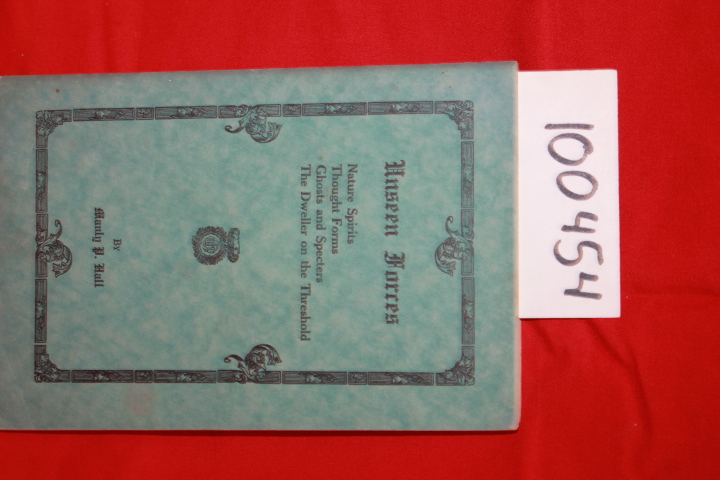 Unseen Forces
Nature Spirits
Thought Forms
Ghosts and Specters
The Dweller on the Threshold
By
Manly P. Hall
100454